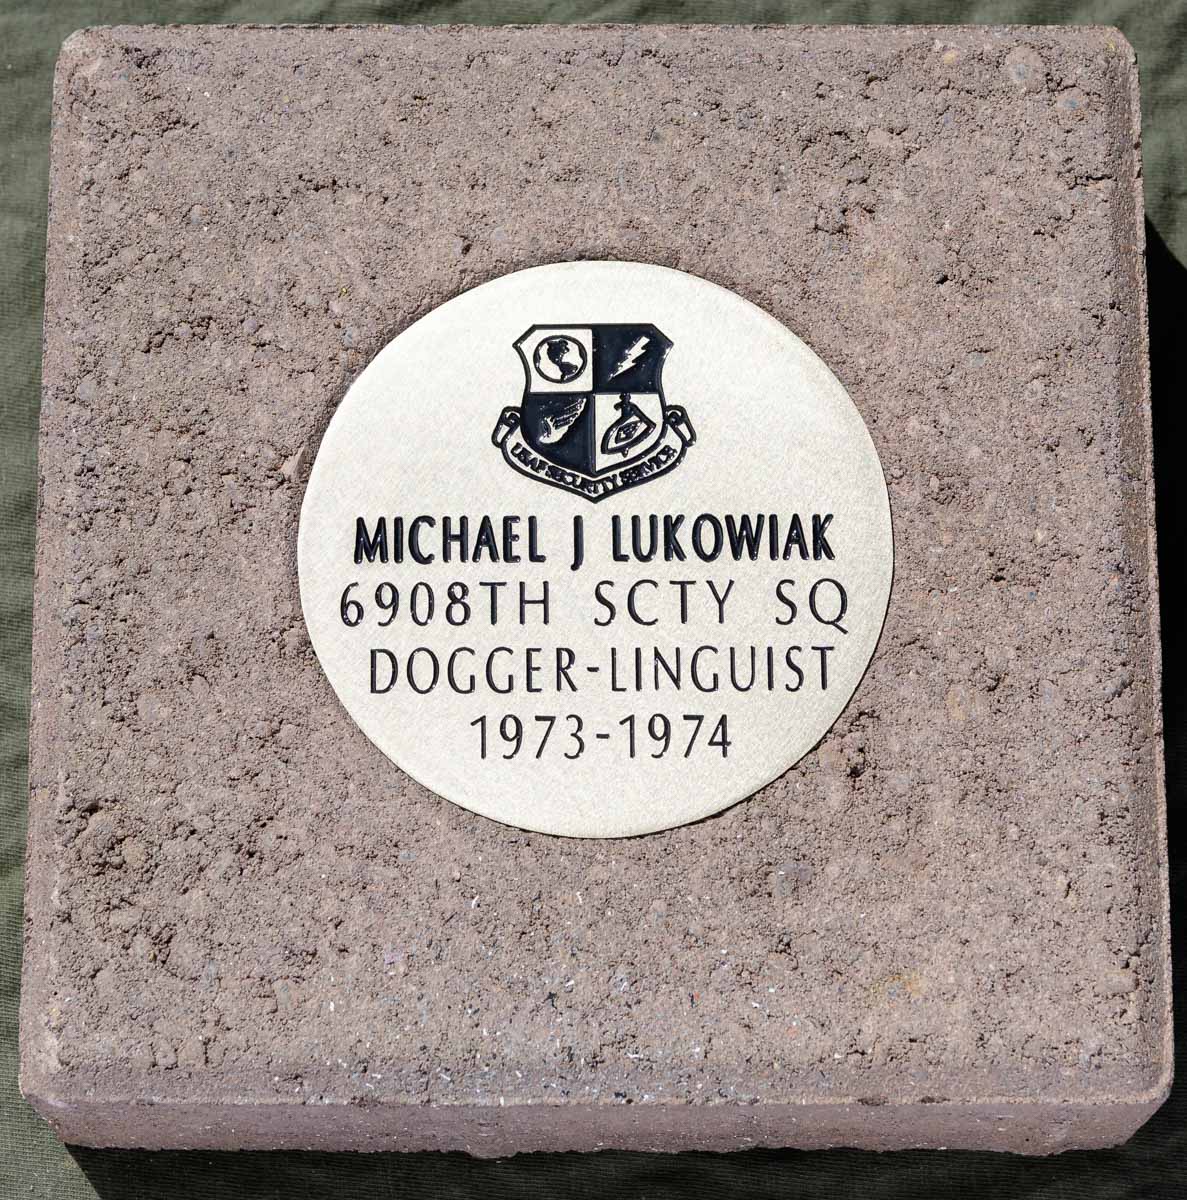 USAF SECURITY SERVICE
MICHAEL J LUKOWIAK
6908TH SCTY SQ
DOGGER-LINGUIST
1973-1974